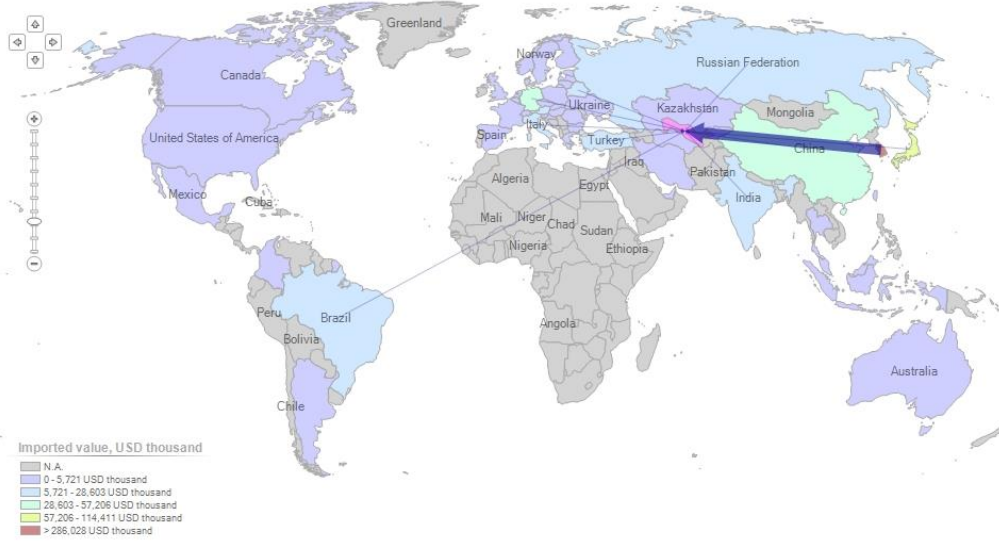 Greenland
Norway
Russian Federation
Canada
Ukraine
Kazakhstan
Mongolia
United States of America
Spain
Italy
Turkey
China
Iraq
Pakistan
Mexico
Cuba
Algeria
Egypt
India
Mali
Niger
Chad
Sudan
Nigeria
Ethiopia
Peru
Brazil
Angola
Bolivia
Australia
Chile
Imported value, USD thousand
N.A.
0 - 5,721 USD thousand
5,721 - 28,603 USD thousand
28,603 - 57,206 USD thousand
57,206 - 114,411 USD thousand
> 286,028 USD thousand